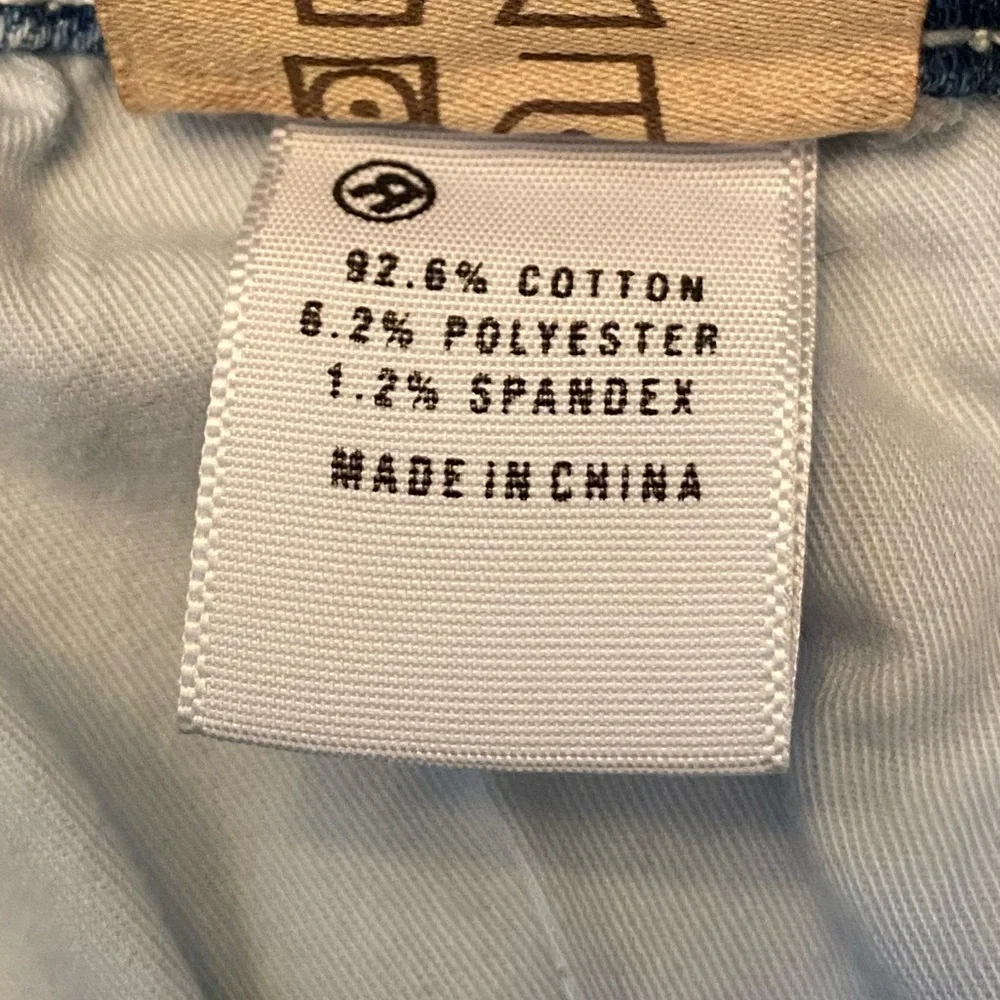 92.6% COTTON
6.2% POLYESTER
1.2% SPANDEX
MADE IN CHINA